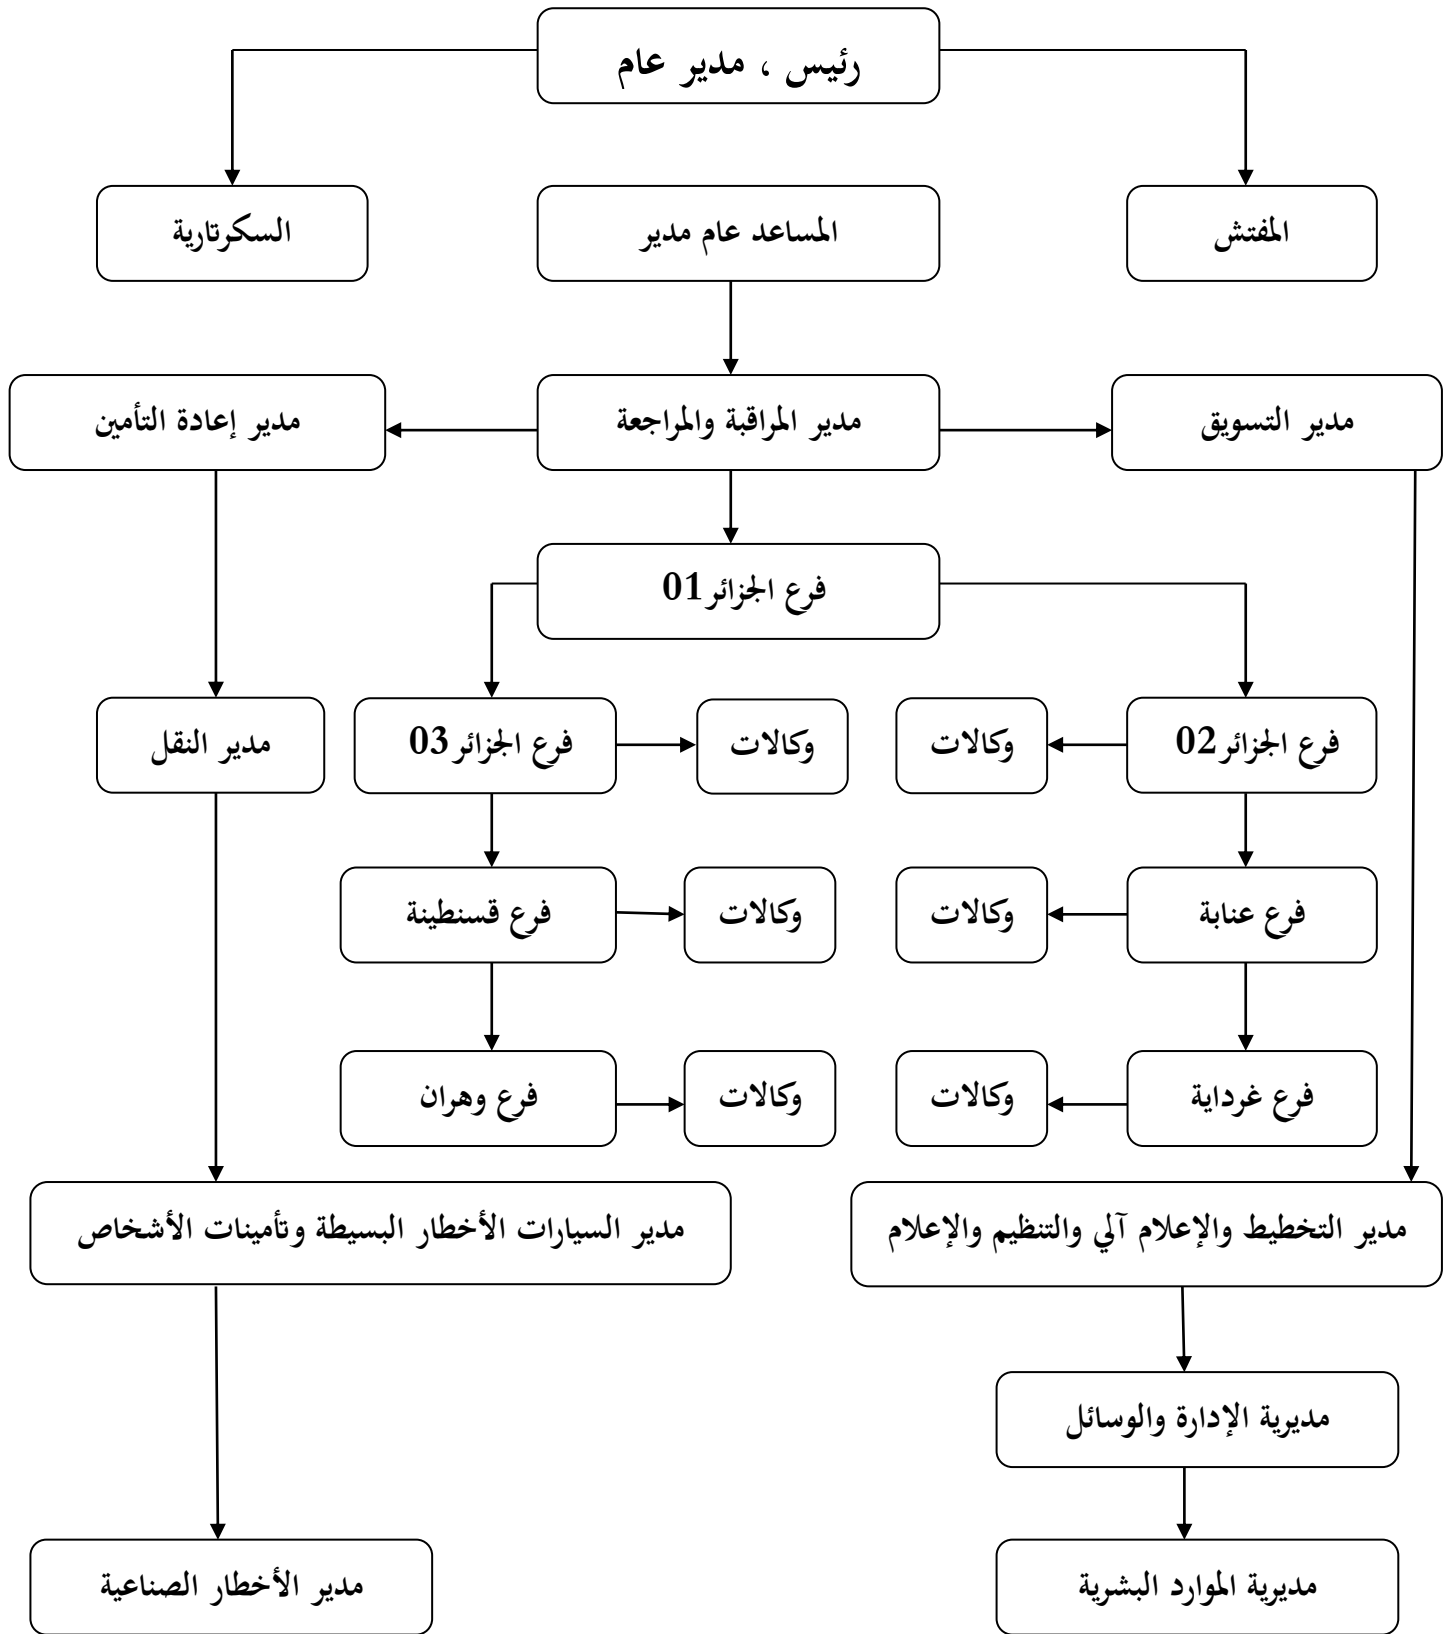 رئيس ، مدير عام
المفتش
المساعد عام مدير
السكرتارية
مدير التسويق
مدير المراقبة والمراجعة
مدير إعادة التأمين
فرع الجزائر01
فرع الجزائر02
وكالات
وكالات
فرع الجزائر03
مدير النقل
فرع عنابة
وكالات
وكالات
فرع قسنطينة
فرع غرداية
وكالات
وكالات
فرع وهران
مدير التخطيط والإعلام آلي والتنظيم والإعلام
مدير السيارات الأخطار البسيطة وتأمينات الأشخاص
مديرية الإدارة والوسائل
مديرية الموارد البشرية
مدير الأخطار الصناعية